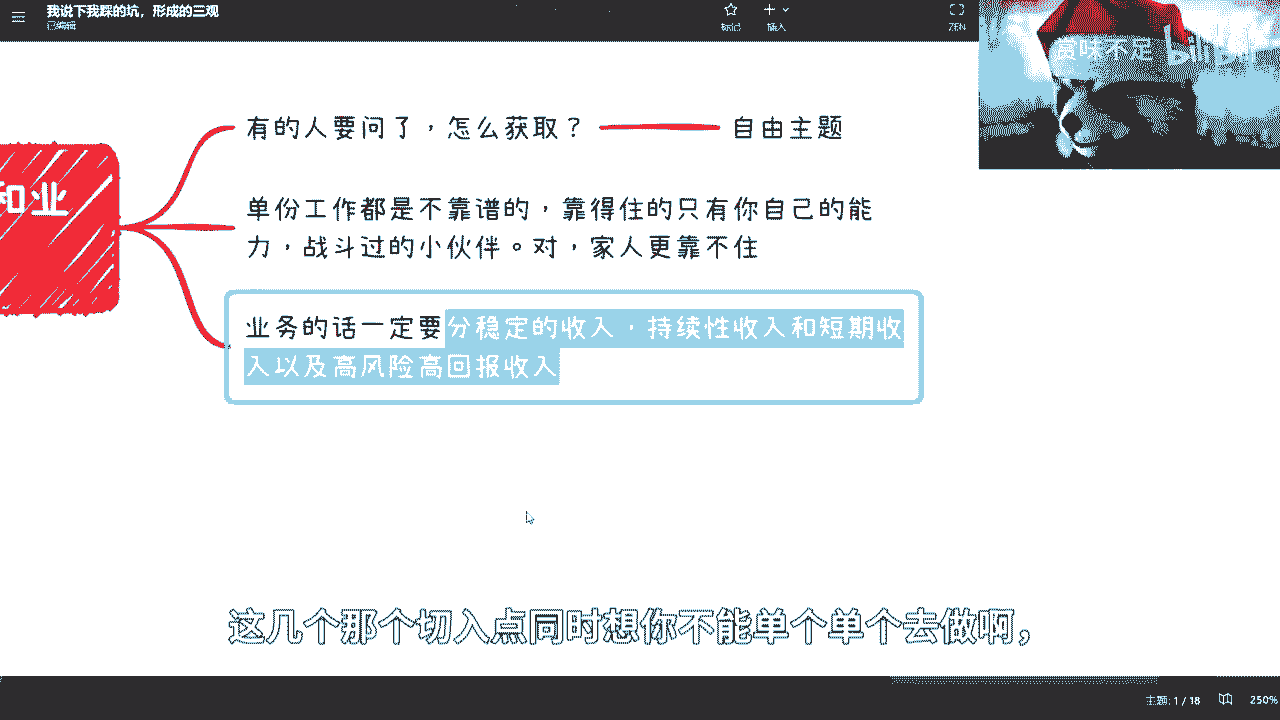 我说下我踩的坑，形成的三观
已编辑
标记
插入
ZEN
赏味不足
bilibili
和业
有的人要问了，怎么获取？
自由主题
单份工作都是不靠谱的，靠得住的只有你自己的能
力，战斗过的小伙伴。对，家人更靠不住
业务的话一定要分稳定的收入，持续性收入和短期收
入以及高风险高回报收入
这几个那个切入点同时想你不能单个单个去做啊，
主题: 1 / 18
250%